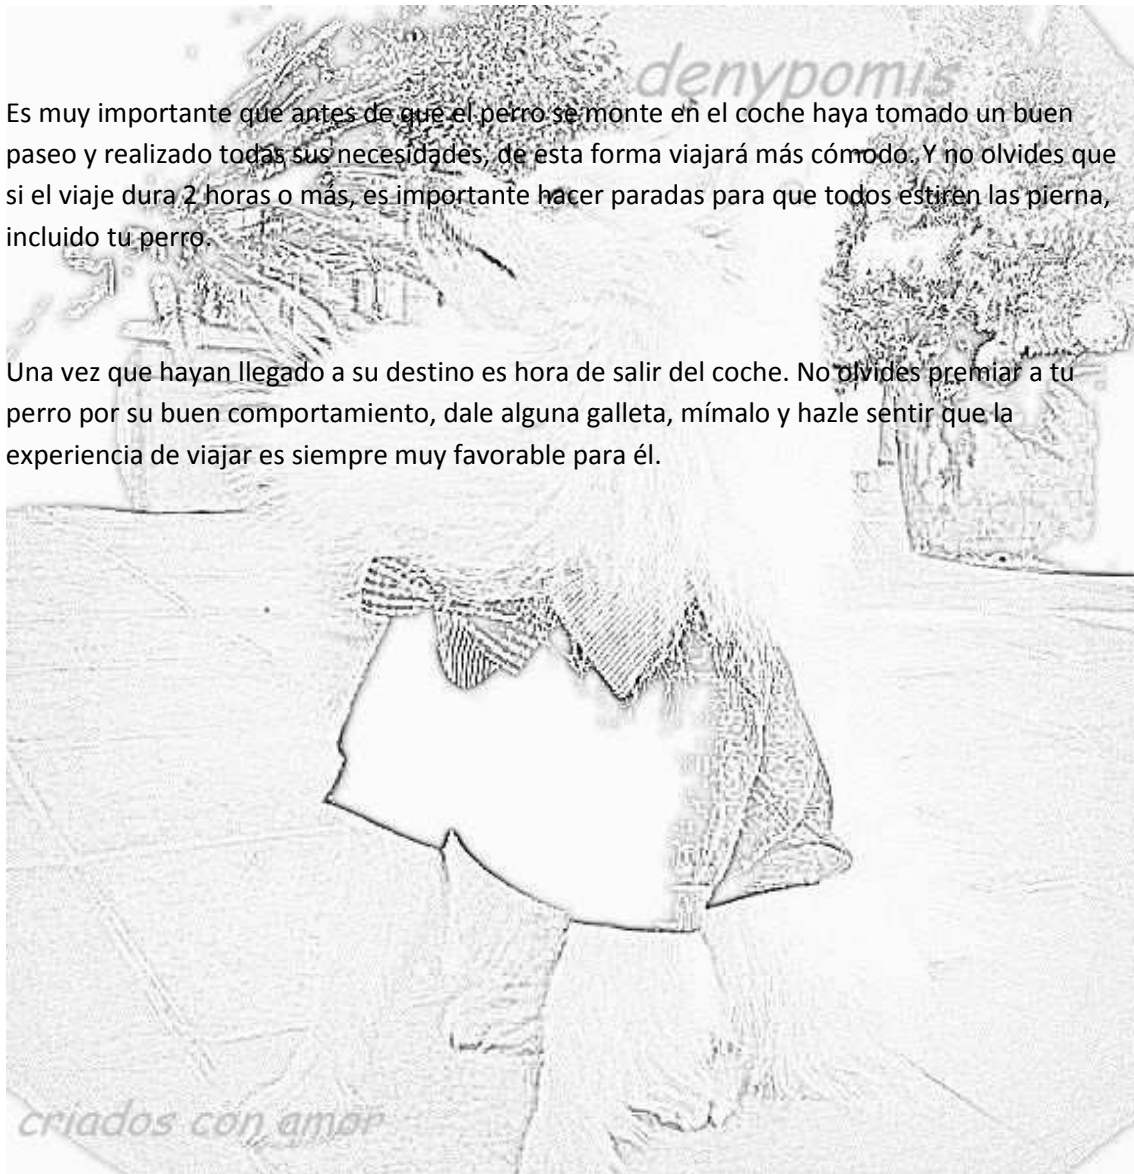 denypomis
Es muy importante que antes de que el perro se monte en el coche haya tomado un buen
paseo y realizado todas sus necesidades, de esta forma viajará más cómodo. Y no olvides que
si el viaje dura 2 horas o más, es importante hacer paradas para que todos estiren las pierna,
incluido tu perro.
Una vez que hayan llegado a su destino es hora de salir del coche. No olvides premiar a tu
perro por su buen comportamiento, dale alguna galleta, mímalo y hazle sentir que la
experiencia de viajar es siempre muy favorable para él.
criados con amor